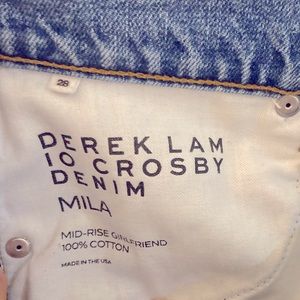 28
DEREK LAM
10 CROSBY
DENIM
MILA
MID-RISE GIRLFRIEND
100% COTTON
MADE IN THE USA